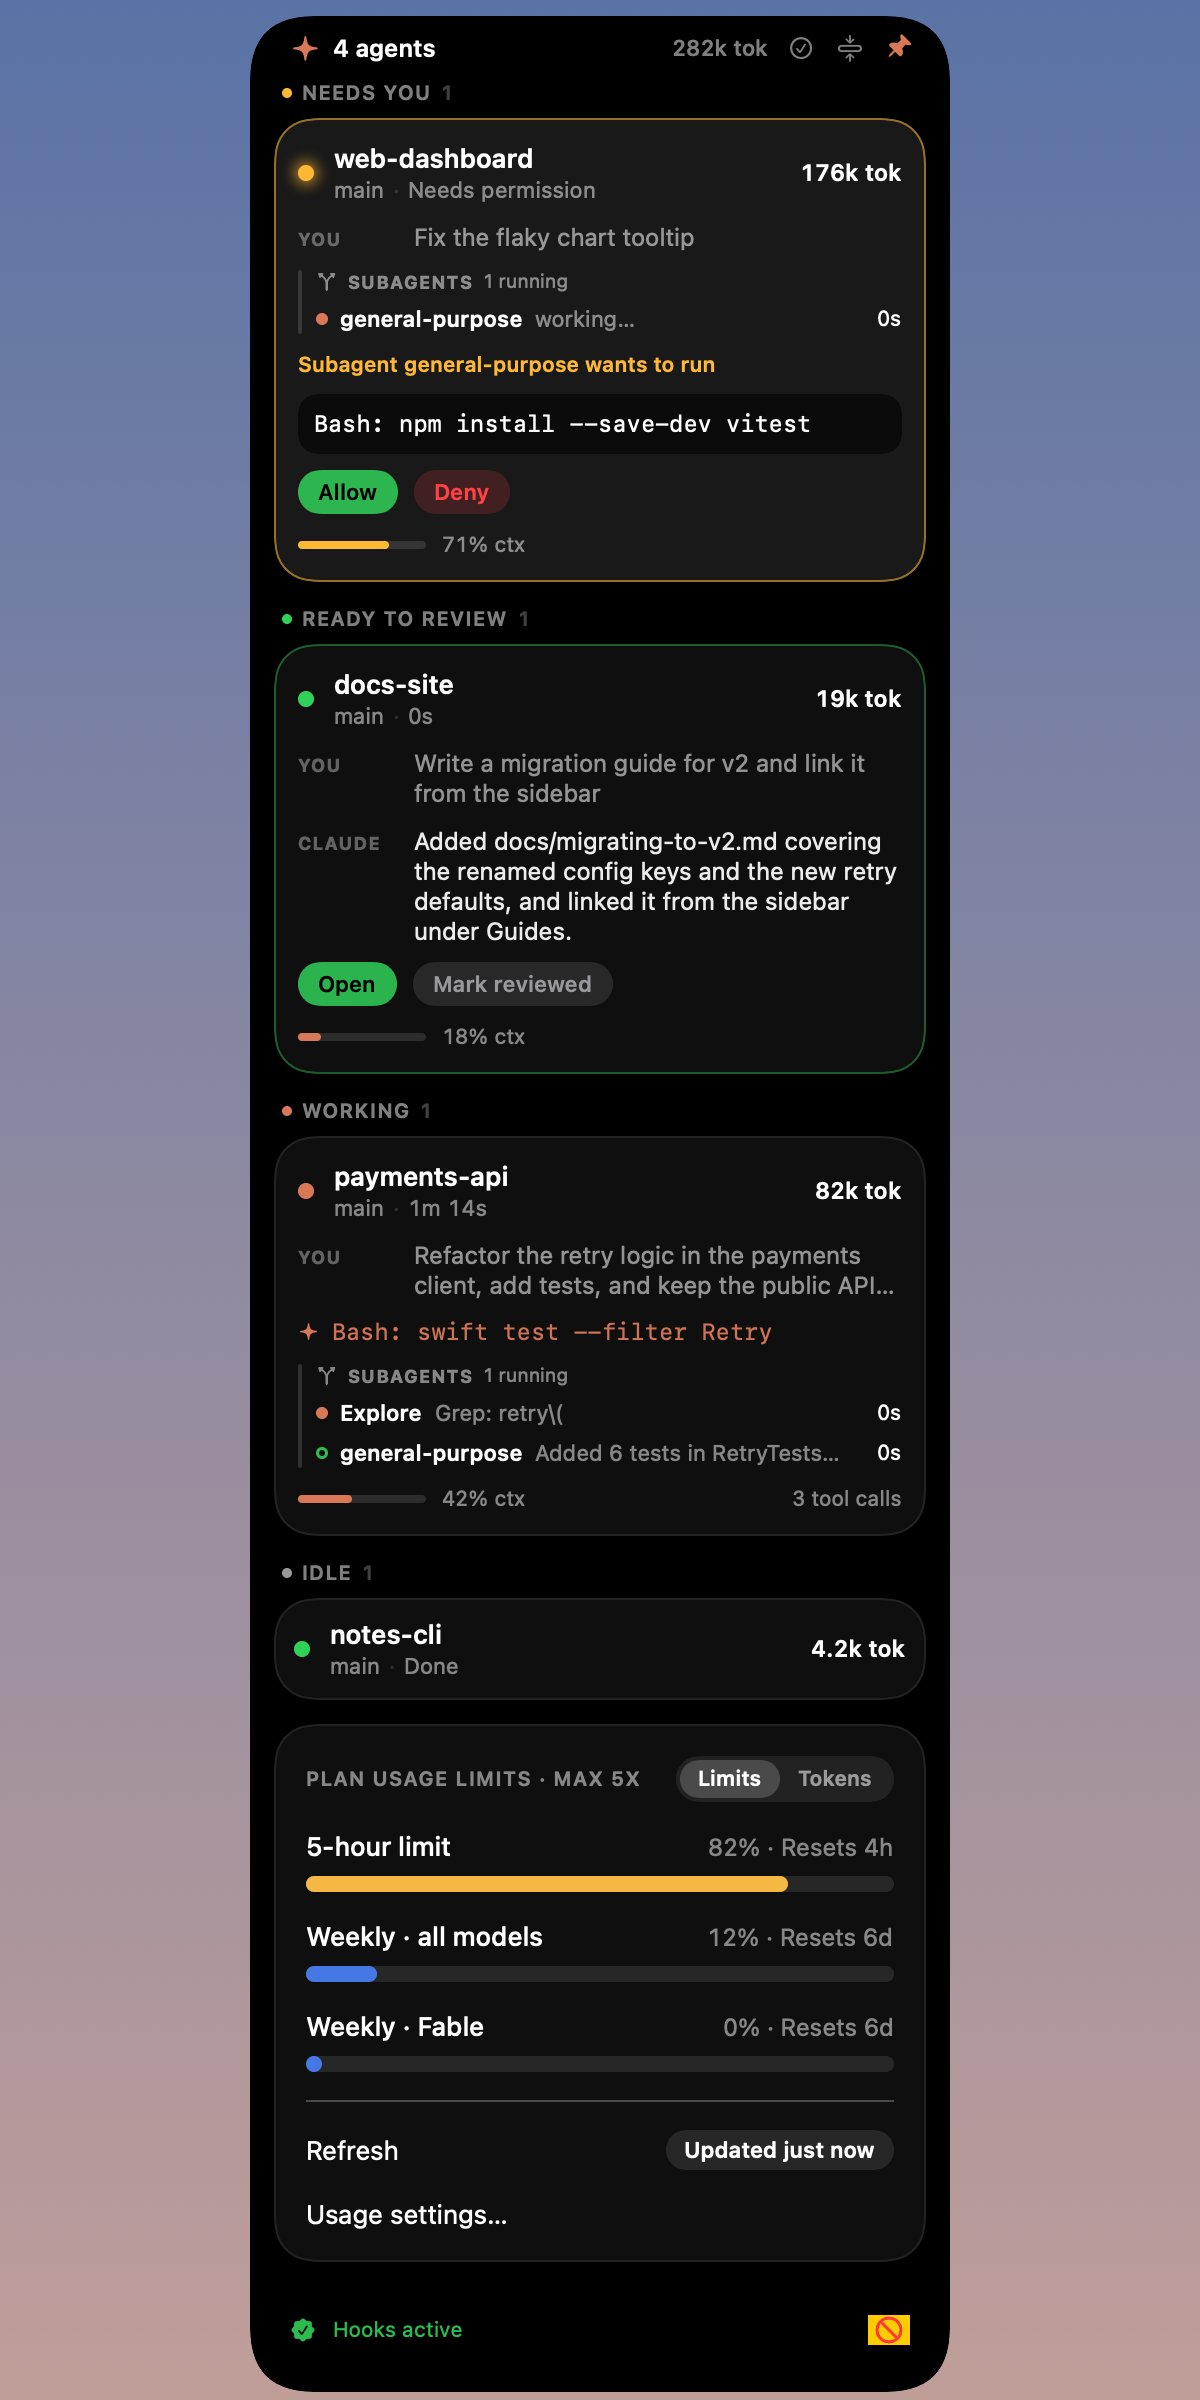 4 agents 282k tok
NEEDS YOU 1
web-dashboard 176k tok
main · Needs permission
YOU Fix the flaky chart tooltip
SUBAGENTS 1 running
general-purpose working... 0s
Subagent general-purpose wants to run
Bash: npm install --save-dev vitest
Allow Deny
71% ctx
READY TO REVIEW 1
docs-site 19k tok
main · 0s
YOU Write a migration guide for v2 and link it
from the sidebar
CLAUDE Added docs/migrating-to-v2.md covering
the renamed config keys and the new retry
defaults, and linked it from the sidebar
under Guides.
Open Mark reviewed
18% ctx
WORKING 1
payments-api 82k tok
main · 1m 14s
YOU Refactor the retry logic in the payments
client, add tests, and keep the public API...
Bash: swift test --filter Retry
SUBAGENTS 1 running
Explore Grep: retry\( 0s
general-purpose Added 6 tests in RetryTests... 0s
42% ctx 3 tool calls
IDLE 1
notes-cli 4.2k tok
main · Done
PLAN USAGE LIMITS · MAX 5X Limits Tokens
5-hour limit 82% · Resets 4h
Weekly · all models 12% · Resets 6d
Weekly · Fable 0% · Resets 6d
Refresh Updated just now
Usage settings...
Hooks active